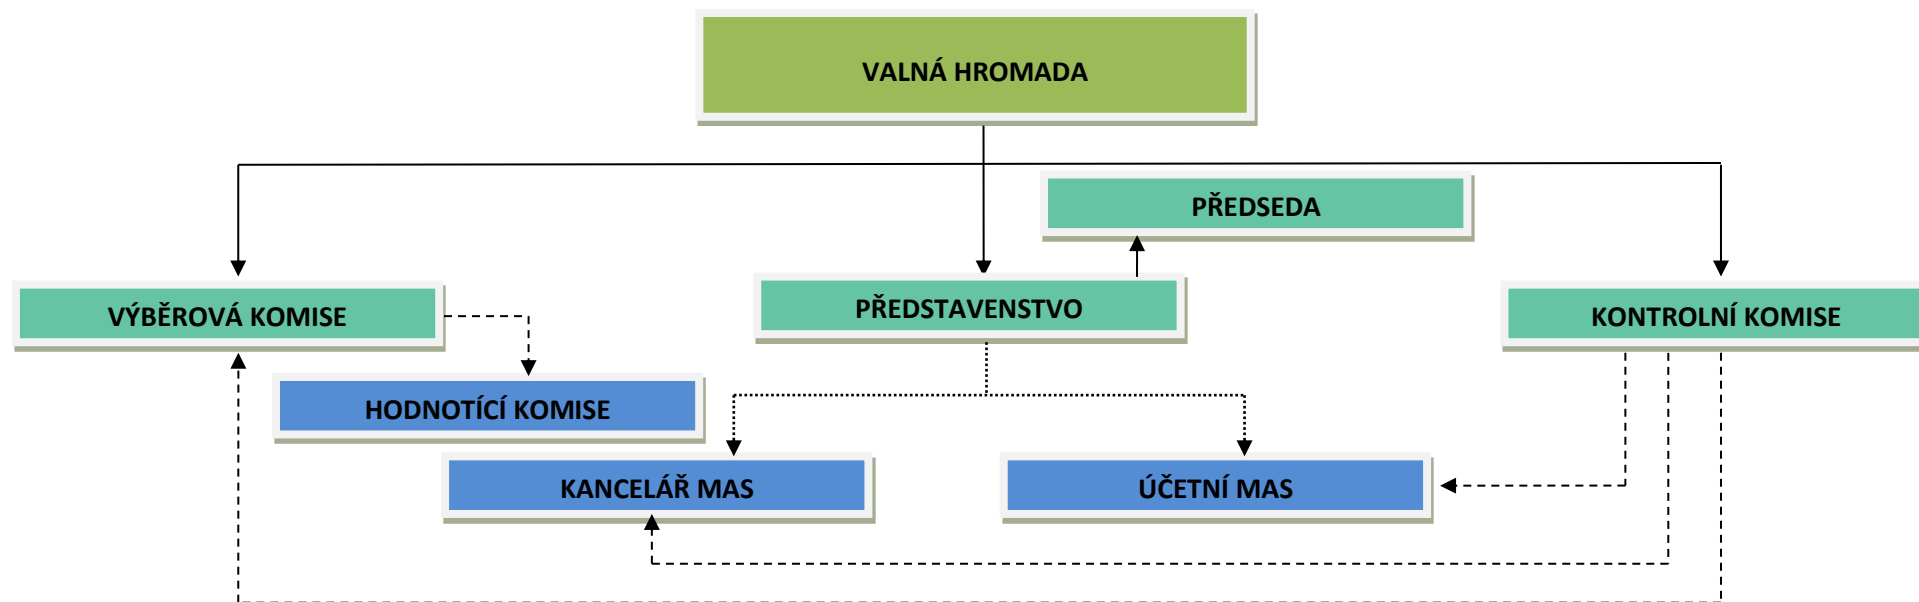 VALNÁ HROMADA
PŘEDSEDA
VÝBĚROVÁ KOMISE
PŘEDSTAVENSTVO
KONTROLNÍ KOMISE
HODNOTÍCÍ KOMISE
KANCELÁŘ MAS
ÚČETNÍ MAS